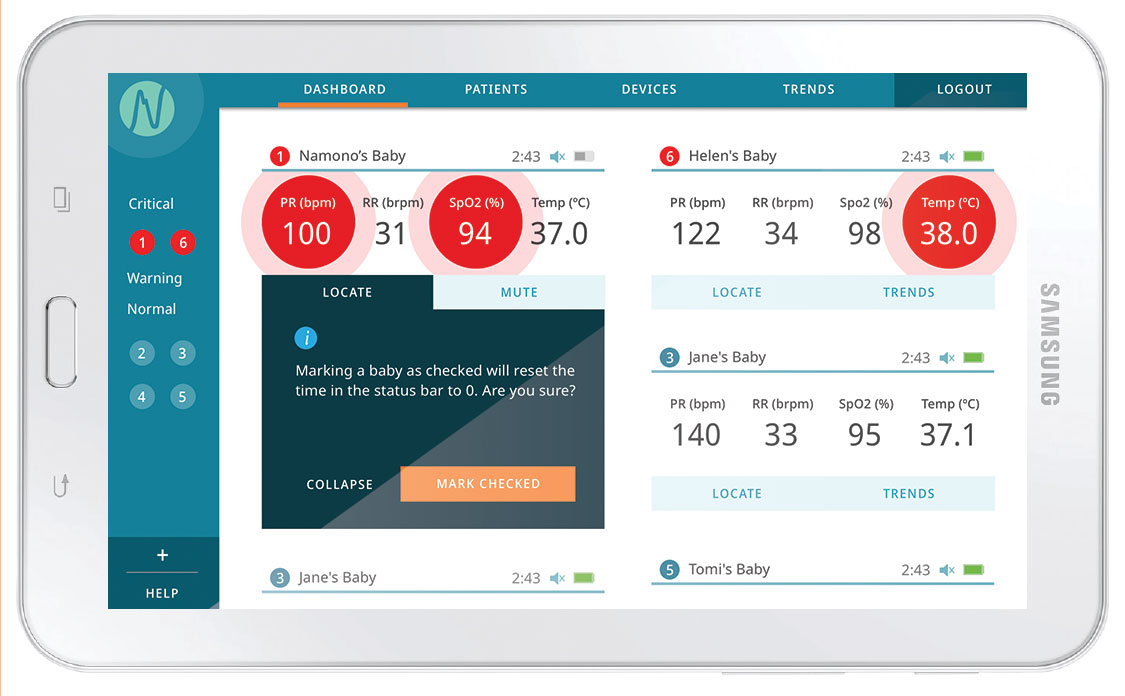 DASHBOARD PATIENTS DEVICES TRENDS LOGOUT
Critical
1 6
Warning
Normal
2 3
4 5
+
HELP
1 Namono’s Baby 2:43
PR (bpm) RR (brpm) SpO2 (%) Temp (ºC)
100 31 94 37.0
LOCATE MUTE
i
Marking a baby as checked will reset the
time in the status bar to 0. Are you sure?
COLLAPSE MARK CHECKED
3 Jane's Baby 2:43
6 Helen's Baby 2:43
PR (bpm) RR (brpm) Spo2 (%) Temp (ºC)
122 34 98 38.0
LOCATE TRENDS
3 Jane's Baby 2:43
PR (bpm) RR (brpm) SpO2 (%) Temp (ºC)
140 33 95 37.1
LOCATE TRENDS
5 Tomi's Baby 2:43
SAMSUNG